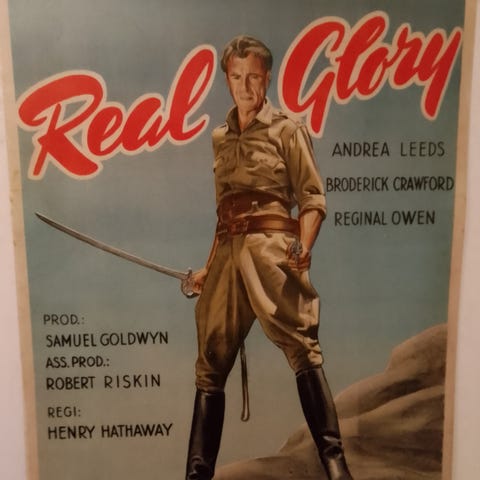 Real Glory
ANDREA LEEDS
BRODERICK CRAWFORD
REGINAL OWEN
PROD.:
SAMUEL GOLDWYN
ASS. PROD.:
ROBERT RISKIN
REGI:
HENRY HATHAWAY